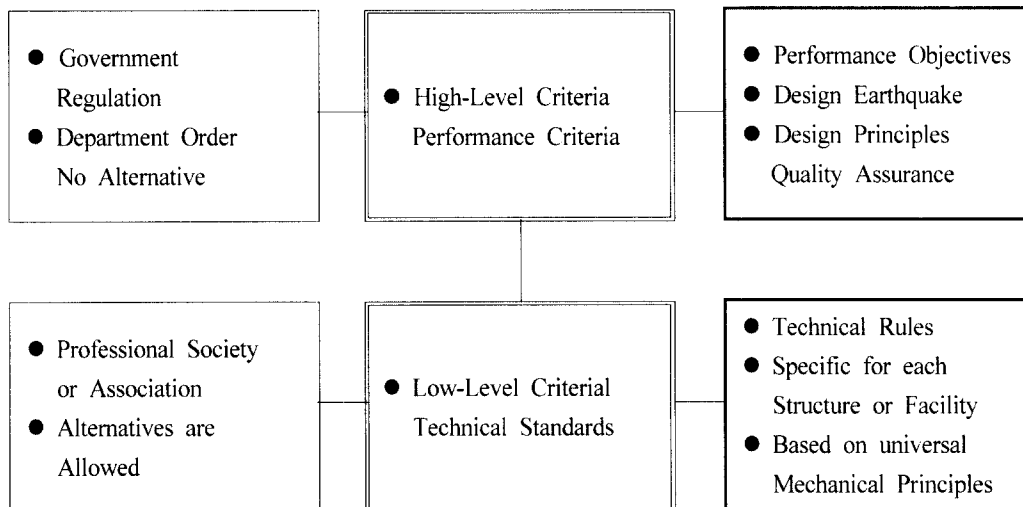 ● Government
Regulation
● Department Order
No Alternative
● High-Level Criteria
Performance Criteria
● Performance Objectives
● Design Earthquake
● Design Principles
Quality Assurance
● Professional Society
or Association
● Alternatives are
Allowed
● Low-Level Criterial
Technical Standards
● Technical Rules
● Specific for each
Structure or Facility
● Based on universal
Mechanical Principles